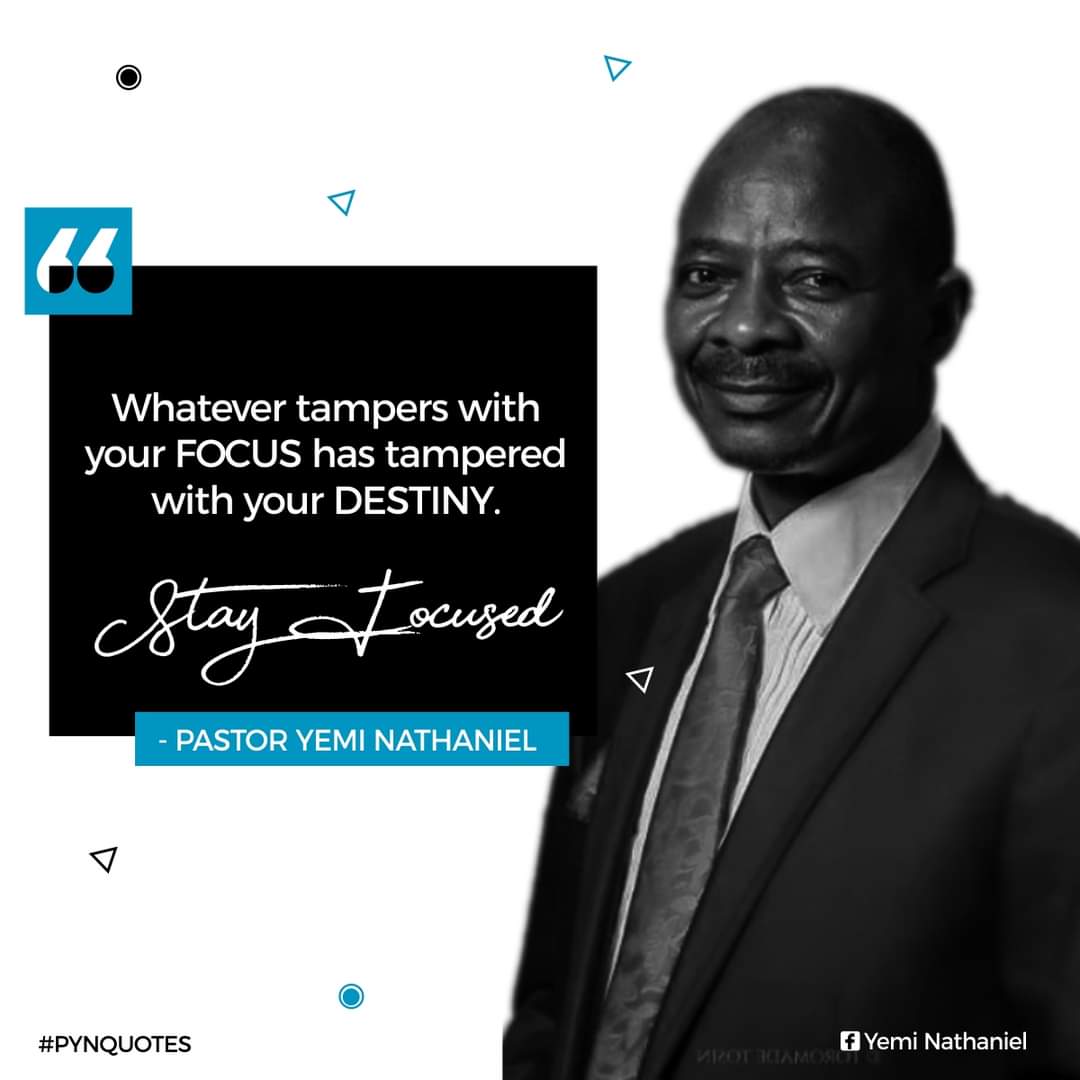 Whatever tampers with
your FOCUS has tampered
with your DESTINY.
Stay Focused
- PASTOR YEMI NATHANIEL
#PYNQUOTES
Yemi Nathaniel